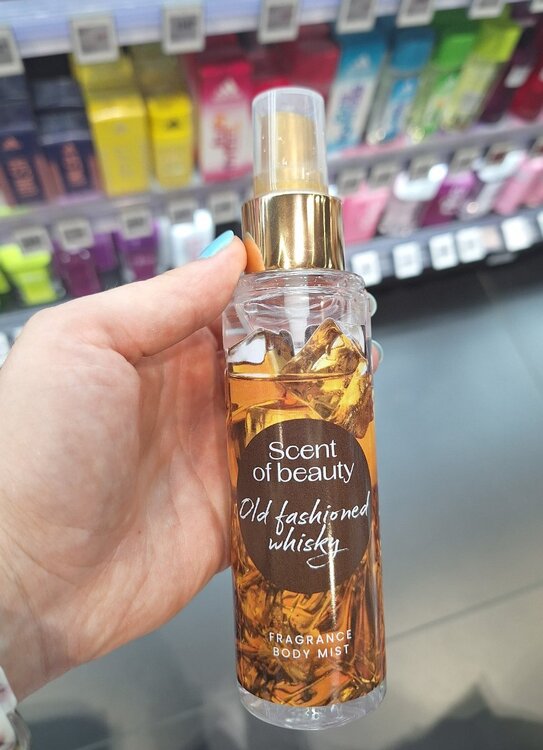 Scent
of beauty
Old fashioned
whisky
FRAGRANCE
BODY MIST